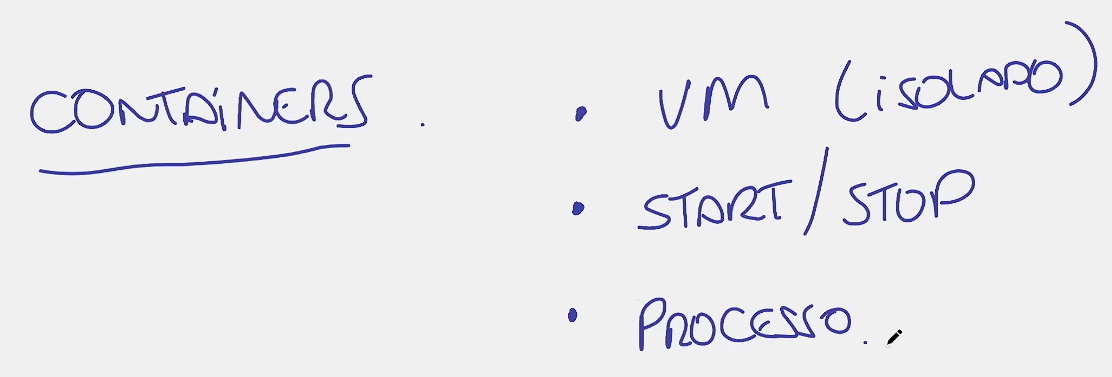 CONTAINERS .
• VM (ISOLADO)
• START/STOP
• PROCESSO.